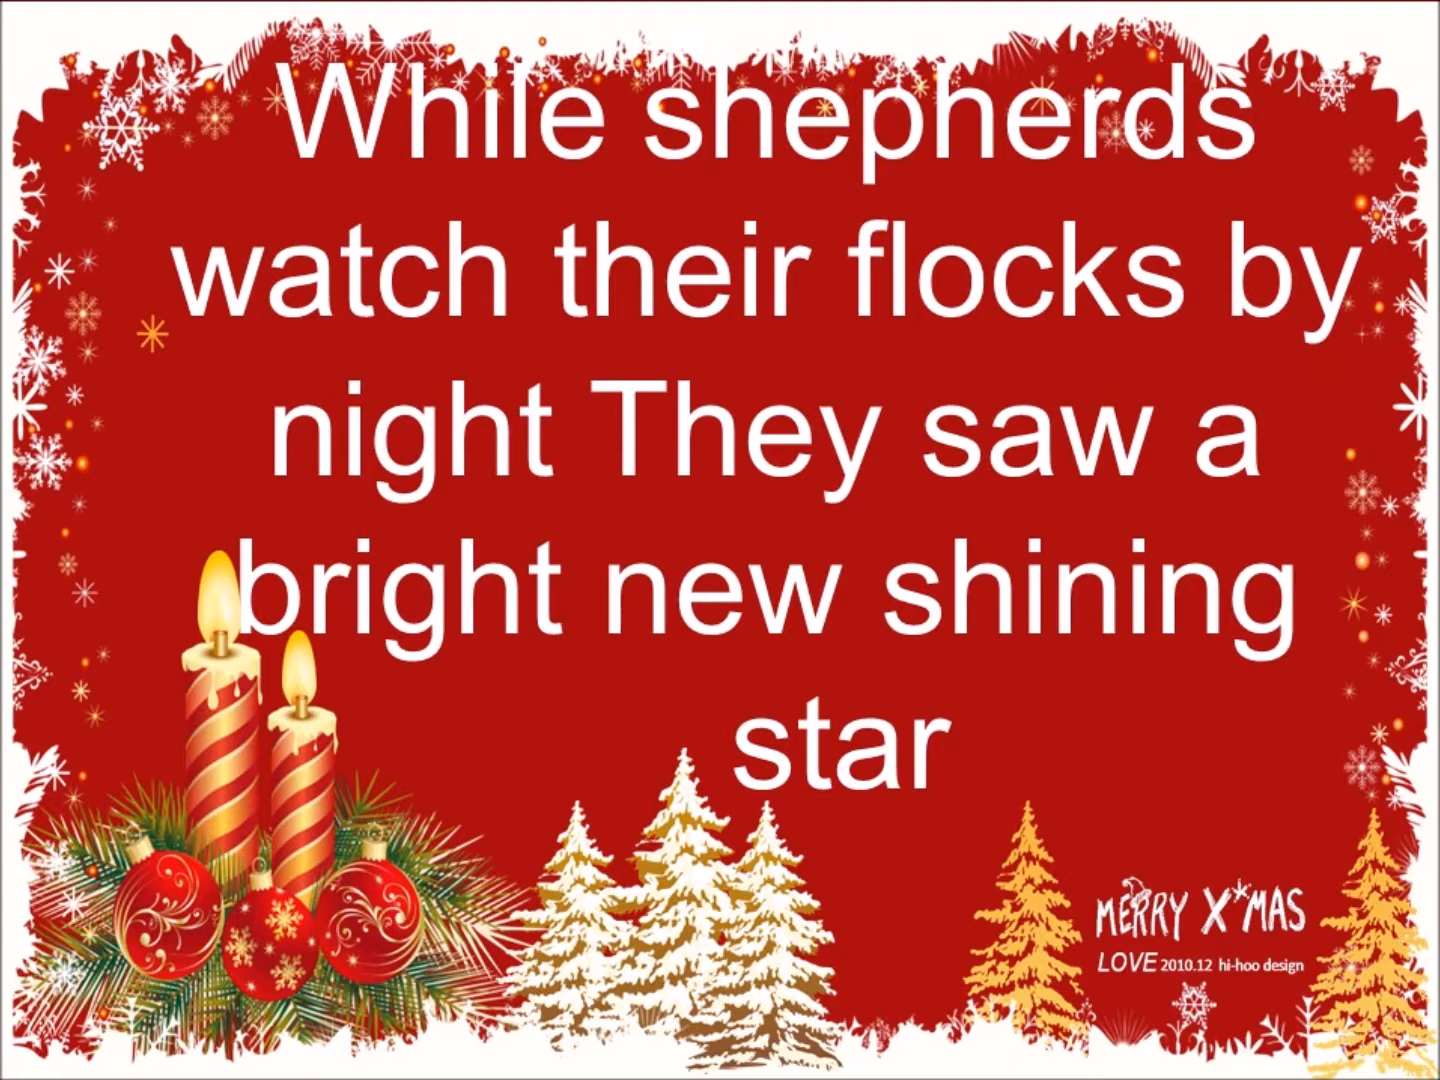 While shepherds
watch their flocks by
night They saw a
bright new shining
star
MERRY X*MAS
LOVE 2010.12 hi-hoo design